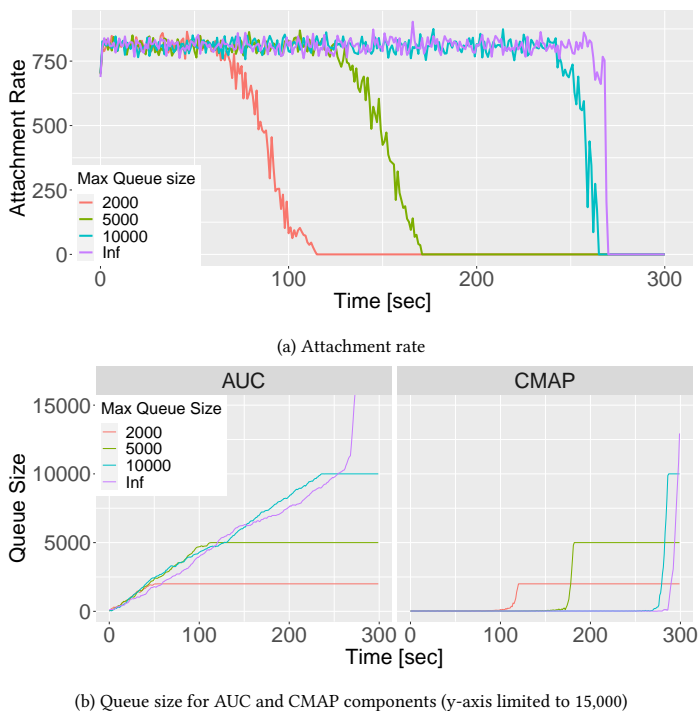 750
500
250
0
Attachment Rate
Max Queue size
2000
5000
10000
Inf
0 100 200 300
Time [sec]
(a) Attachment rate
AUC CMAP
15000
10000
5000
0
Queue Size
Max Queue Size
2000
5000
10000
Inf
0 100 200 300 0 100 200 300
Time [sec]
(b) Queue size for AUC and CMAP components (y-axis limited to 15,000)